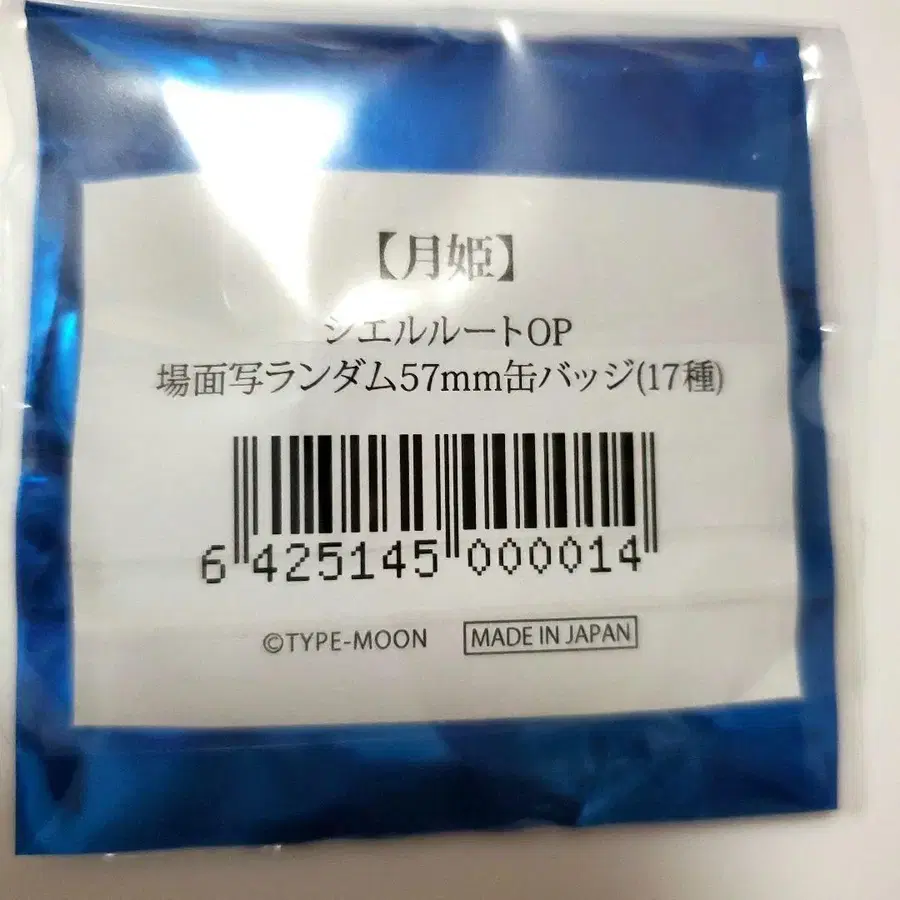 【月姫】
シエルルートOP
場面写ランダム57mm缶バッジ(17種)
6 425145 000014
©TYPE-MOON MADE IN JAPAN